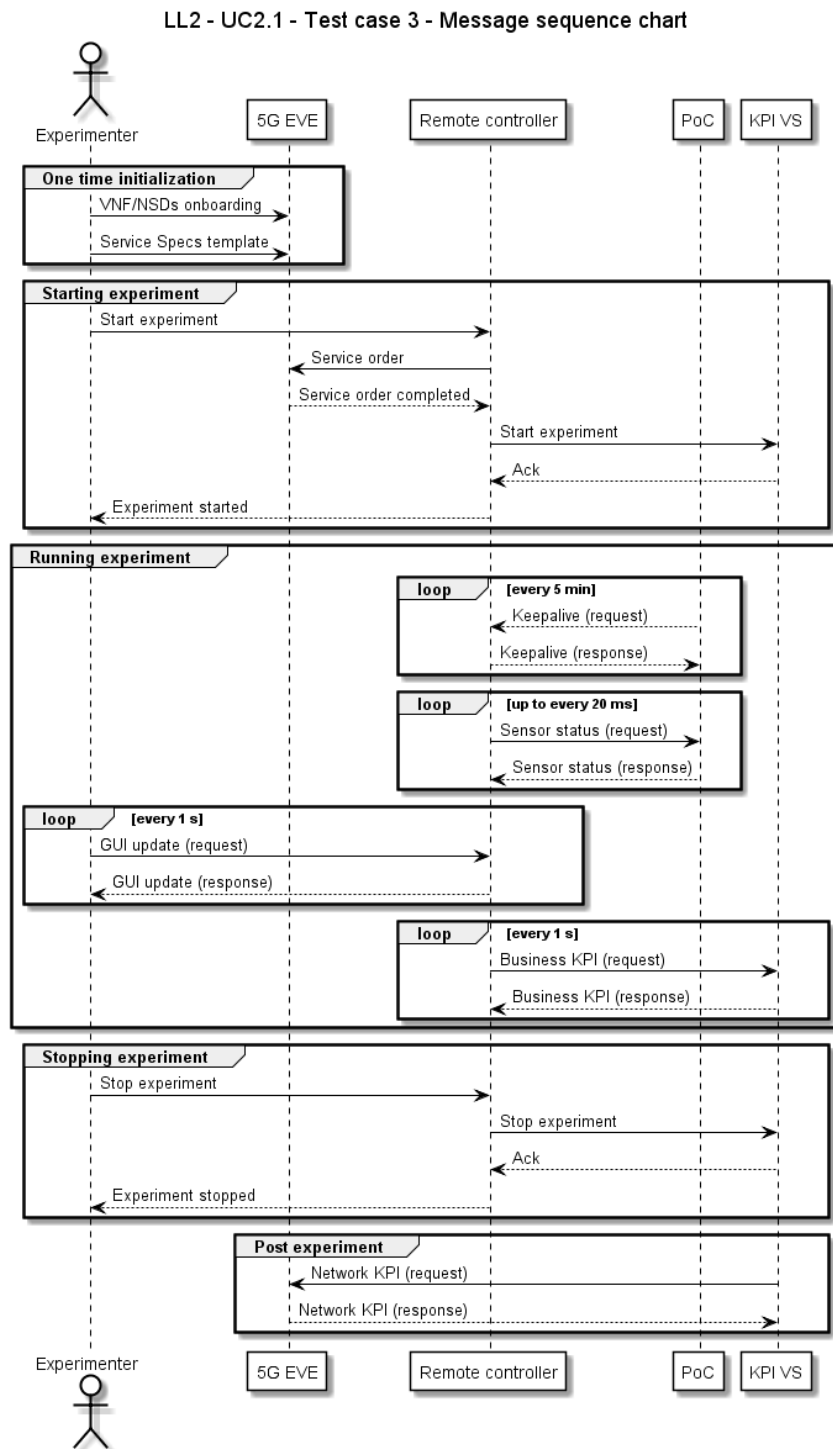 LL2 - UC2.1 - Test case 3 - Message sequence chart
Experimenter
5G EVE
Remote controller
PoC
KPI VS
One time initialization
VNF/NSDs onboarding
Service Specs template
Starting experiment
Start experiment
Service order
Service order completed
Start experiment
Ack
Experiment started
Running experiment
loop [every 5 min]
Keepalive (request)
Keepalive (response)
loop [up to every 20 ms]
Sensor status (request)
Sensor status (response)
loop [every 1 s]
GUI update (request)
GUI update (response)
loop [every 1 s]
Business KPI (request)
Business KPI (response)
Stopping experiment
Stop experiment
Stop experiment
Ack
Experiment stopped
Post experiment
Network KPI (request)
Network KPI (response)
Experimenter
5G EVE
Remote controller
PoC
KPI VS